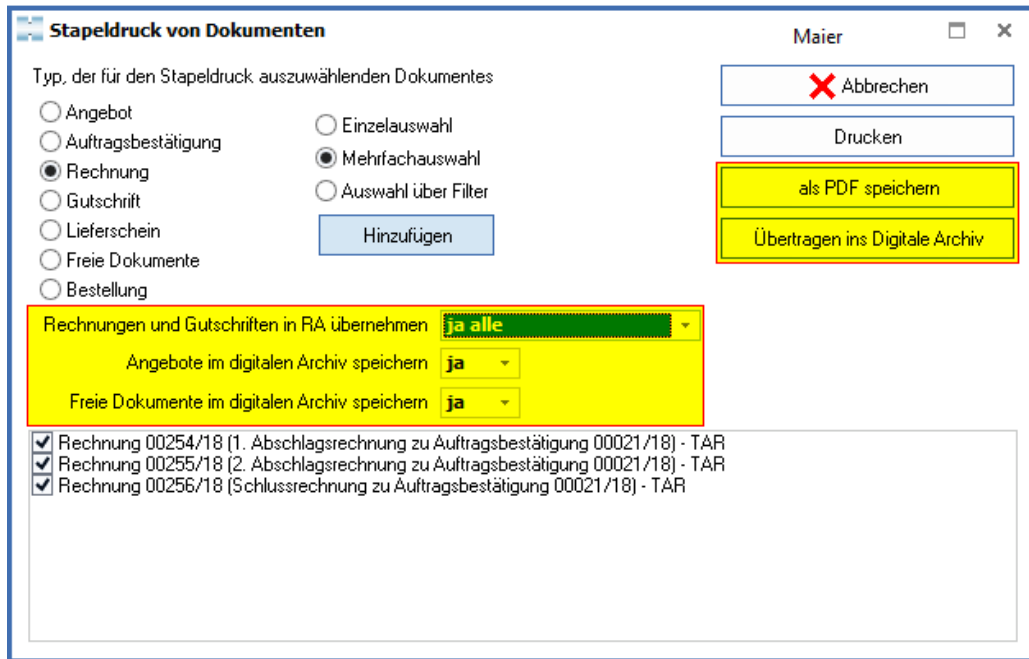 Stapeldruck von Dokumenten
Maier
Typ, der für den Stapeldruck auszuwählenden Dokumentes
Angebot
Auftragsbestätigung
Rechnung
Gutschrift
Lieferschein
Freie Dokumente
Bestellung
Einzelauswahl
Mehrfachauswahl
Auswahl über Filter
Hinzufügen
Abbrechen
Drucken
als PDF speichern
Übertragen ins Digitale Archiv
Rechnungen und Gutschriften in RA übernehmen ja alle
Angebote im digitalen Archiv speichern ja
Freie Dokumente im digitalen Archiv speichern ja
Rechnung 00254/18 (1. Abschlagsrechnung zu Auftragsbestätigung 00021/18) - TAR
Rechnung 00255/18 (2. Abschlagsrechnung zu Auftragsbestätigung 00021/18) - TAR
Rechnung 00256/18 (Schlussrechnung zu Auftragsbestätigung 00021/18) - TAR